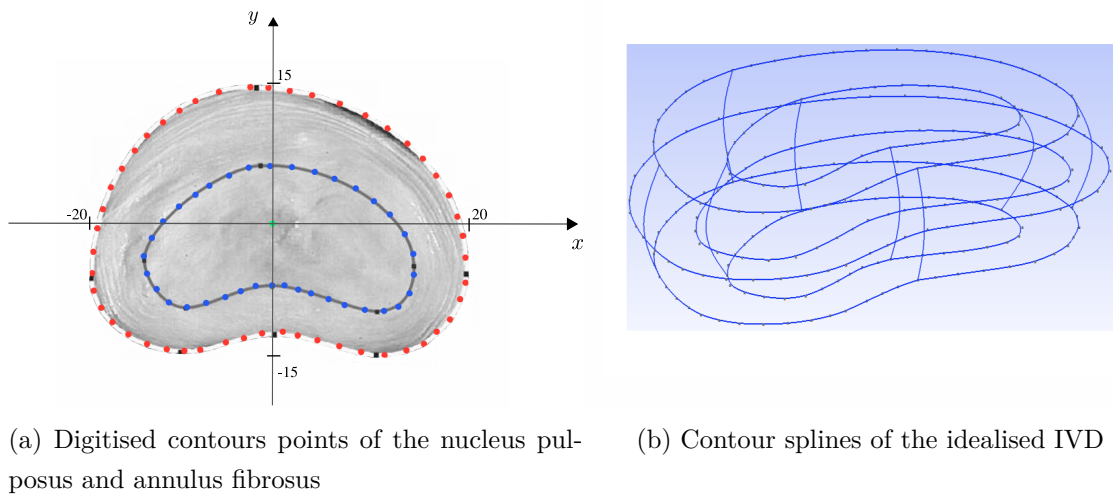 y
15
-20
20
x
-15
(a) Digitised contours points of the nucleus pul-
posus and annulus fibrosus
(b) Contour splines of the idealised IVD